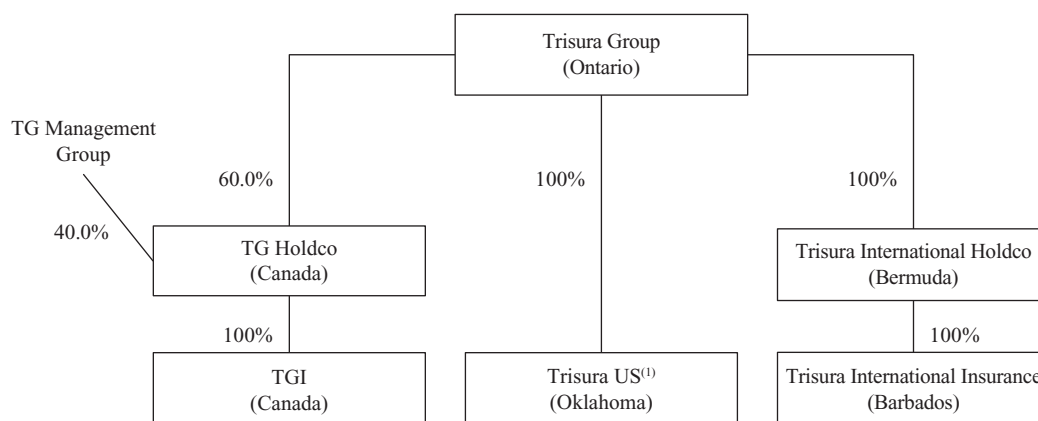 Trisura Group
(Ontario)
TG Management
Group
60.0%
100%
100%
40.0%
TG Holdco
(Canada)
Trisura International Holdco
(Bermuda)
100%
100%
TGI
(Canada)
Trisura US(1)
(Oklahoma)
Trisura International Insurance
(Barbados)